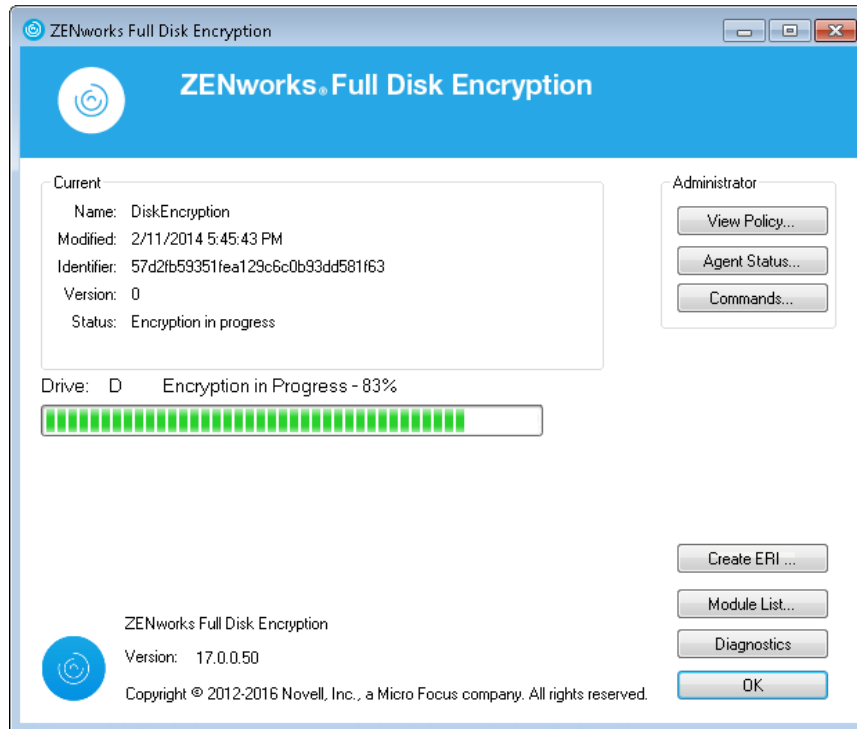 ZENworks Full Disk Encryption
ZENworks® Full Disk Encryption
Current
Name: DiskEncryption
Modified: 2/11/2014 5:45:43 PM
Identifier: 57d2fb59351fea129c6c0b93dd581f63
Version: 0
Status: Encryption in progress
Administrator
View Policy...
Agent Status...
Commands...
Drive: D Encryption in Progress - 83%
Create ERI ...
Module List...
Diagnostics
OK
ZENworks Full Disk Encryption
Version: 17.0.0.50
Copyright © 2012-2016 Novell, Inc., a Micro Focus company. All rights reserved.